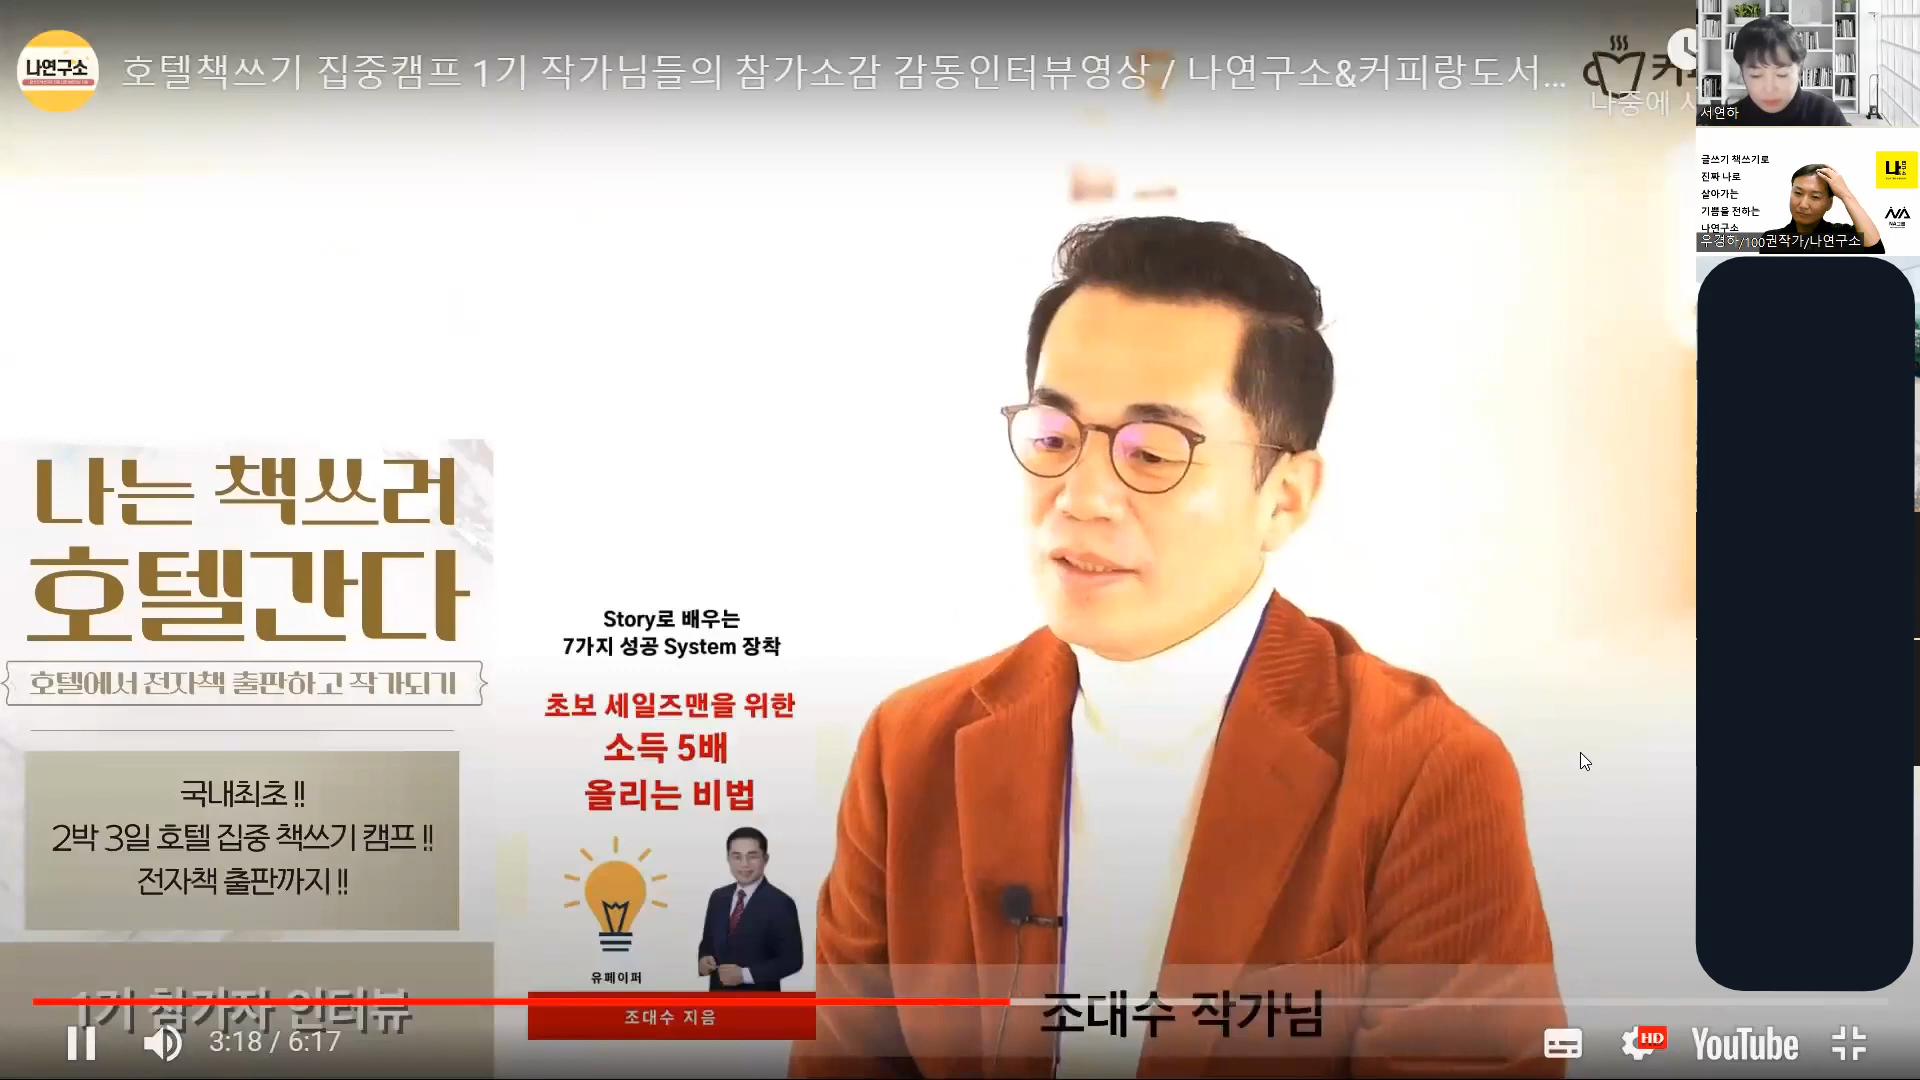 나연구소
호텔책쓰기 집중캠프 1기 작가님들의 참가소감 감동인터뷰영상 / 나연구소&커피랑도서...
나중에 시
서연하
글쓰기 책쓰기로
진짜 나로
살아가는
기쁨을 전하는
나연구소
우경하/100권작가/나연구소
나는 책쓰러
호텔간다
호텔에서 전자책 출판하고 작가되기
국내최초 !!
2박 3일 호텔 집중 책쓰기 캠프 !!
전자책 출판까지 !!
1기 참가자 인터뷰
Story로 배우는
7가지 성공 System 장착
초보 세일즈맨을 위한
소득 5배
올리는 비법
유페이퍼
조대수 지음
조대수 작가님
3:18 / 6:17
HD
YouTube